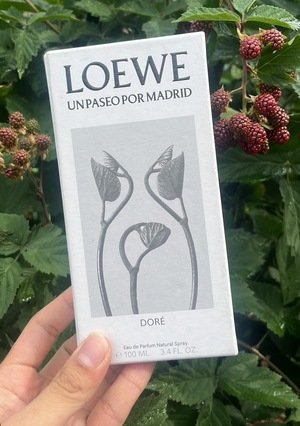 LOEWE
UN PASEO POR MADRID
DORÉ
Eau de Parfum Natural Spray
℮ 100 ML    3.4 FL. OZ.